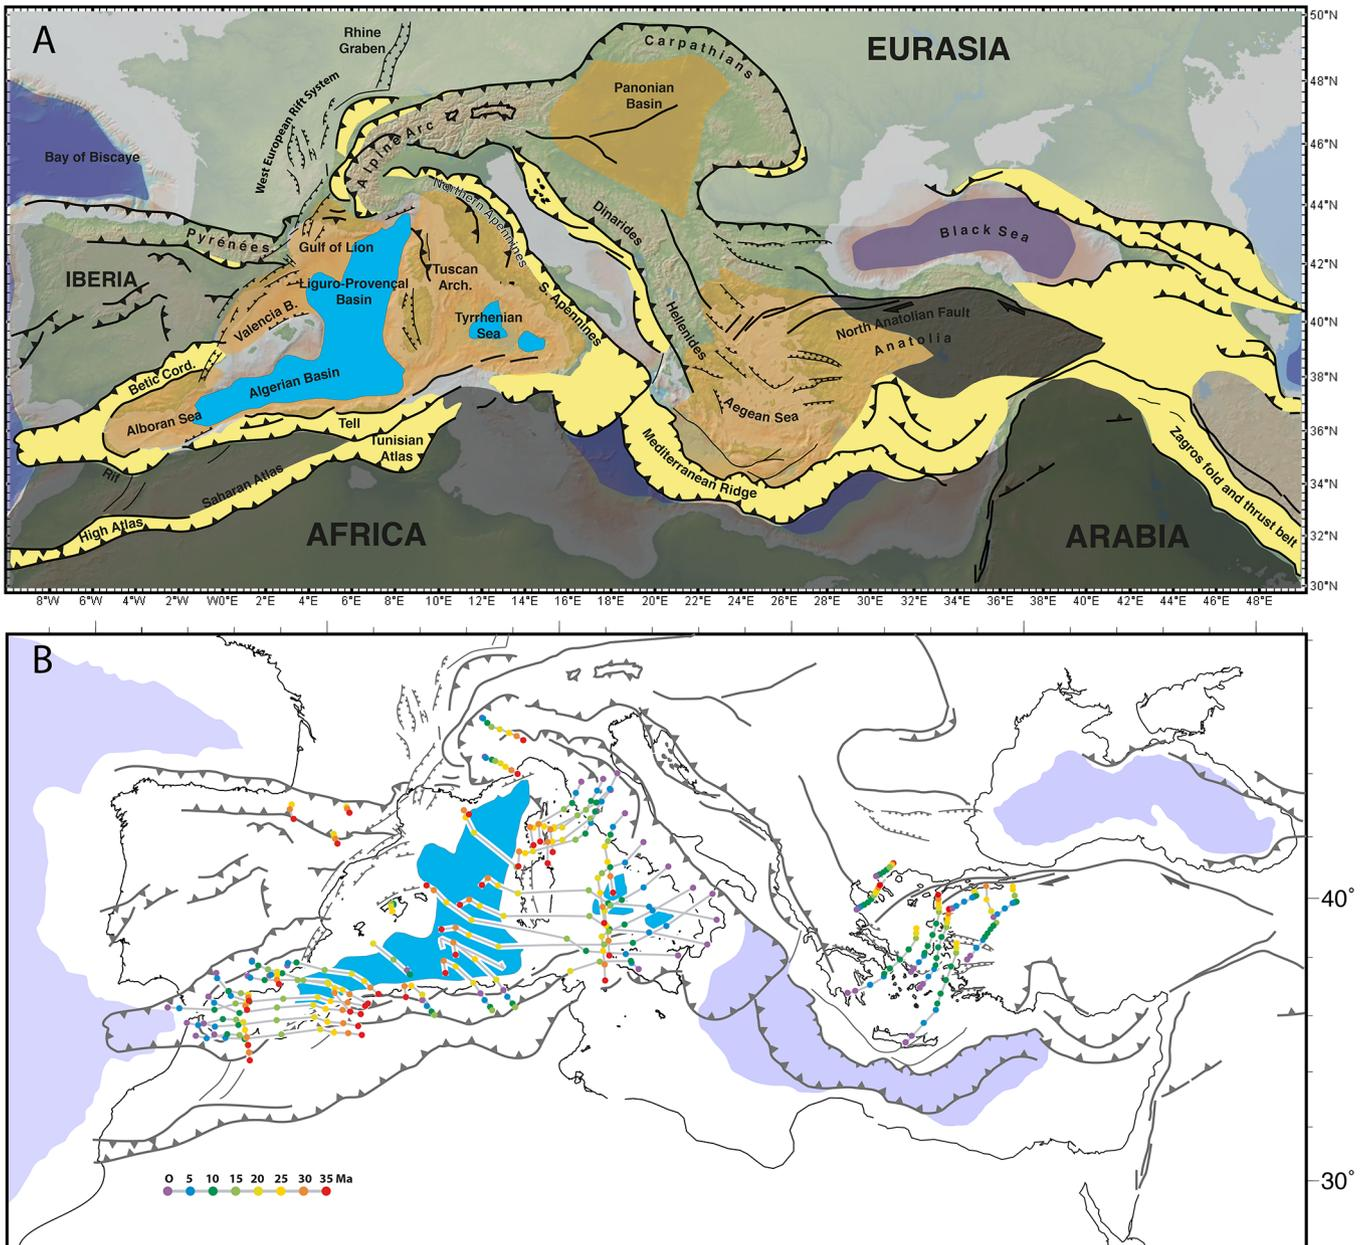 A
Rhine
Graben
Carpathians
EURASIA
50°N
48°N
46°N
44°N
42°N
40°N
38°N
36°N
34°N
32°N
30°N
West European Rift System
Panonian
Basin
Alpine Arc
Bay of Biscaye
Northern Apennines
Dinarides
Pyrénées
Gulf of Lion
Black Sea
IBERIA
Liguro-Provençal
Basin
Tuscan
Arch.
Valencia B.
Tyrrhenian
Sea
S. Apennines
Hellenides
North Anatolian Fault
Anatolia
Betic Cord.
Algerian Basin
Alboran Sea
Aegean Sea
Tell
Tunisian
Atlas
Rif
Saharan Atlas
Mediterranean Ridge
Zagros fold and thrust belt
High Atlas
AFRICA
ARABIA
8°W 6°W 4°W 2°W W00°E 2°E 4°E 6°E 8°E 10°E 12°E 14°E 16°E 18°E 20°E 22°E 24°E 26°E 28°E 30°E 32°E 34°E 36°E 38°E 40°E 42°E 44°E 46°E 48°E
B
40°
30°
O 5 10 15 20 25 30 35 Ma